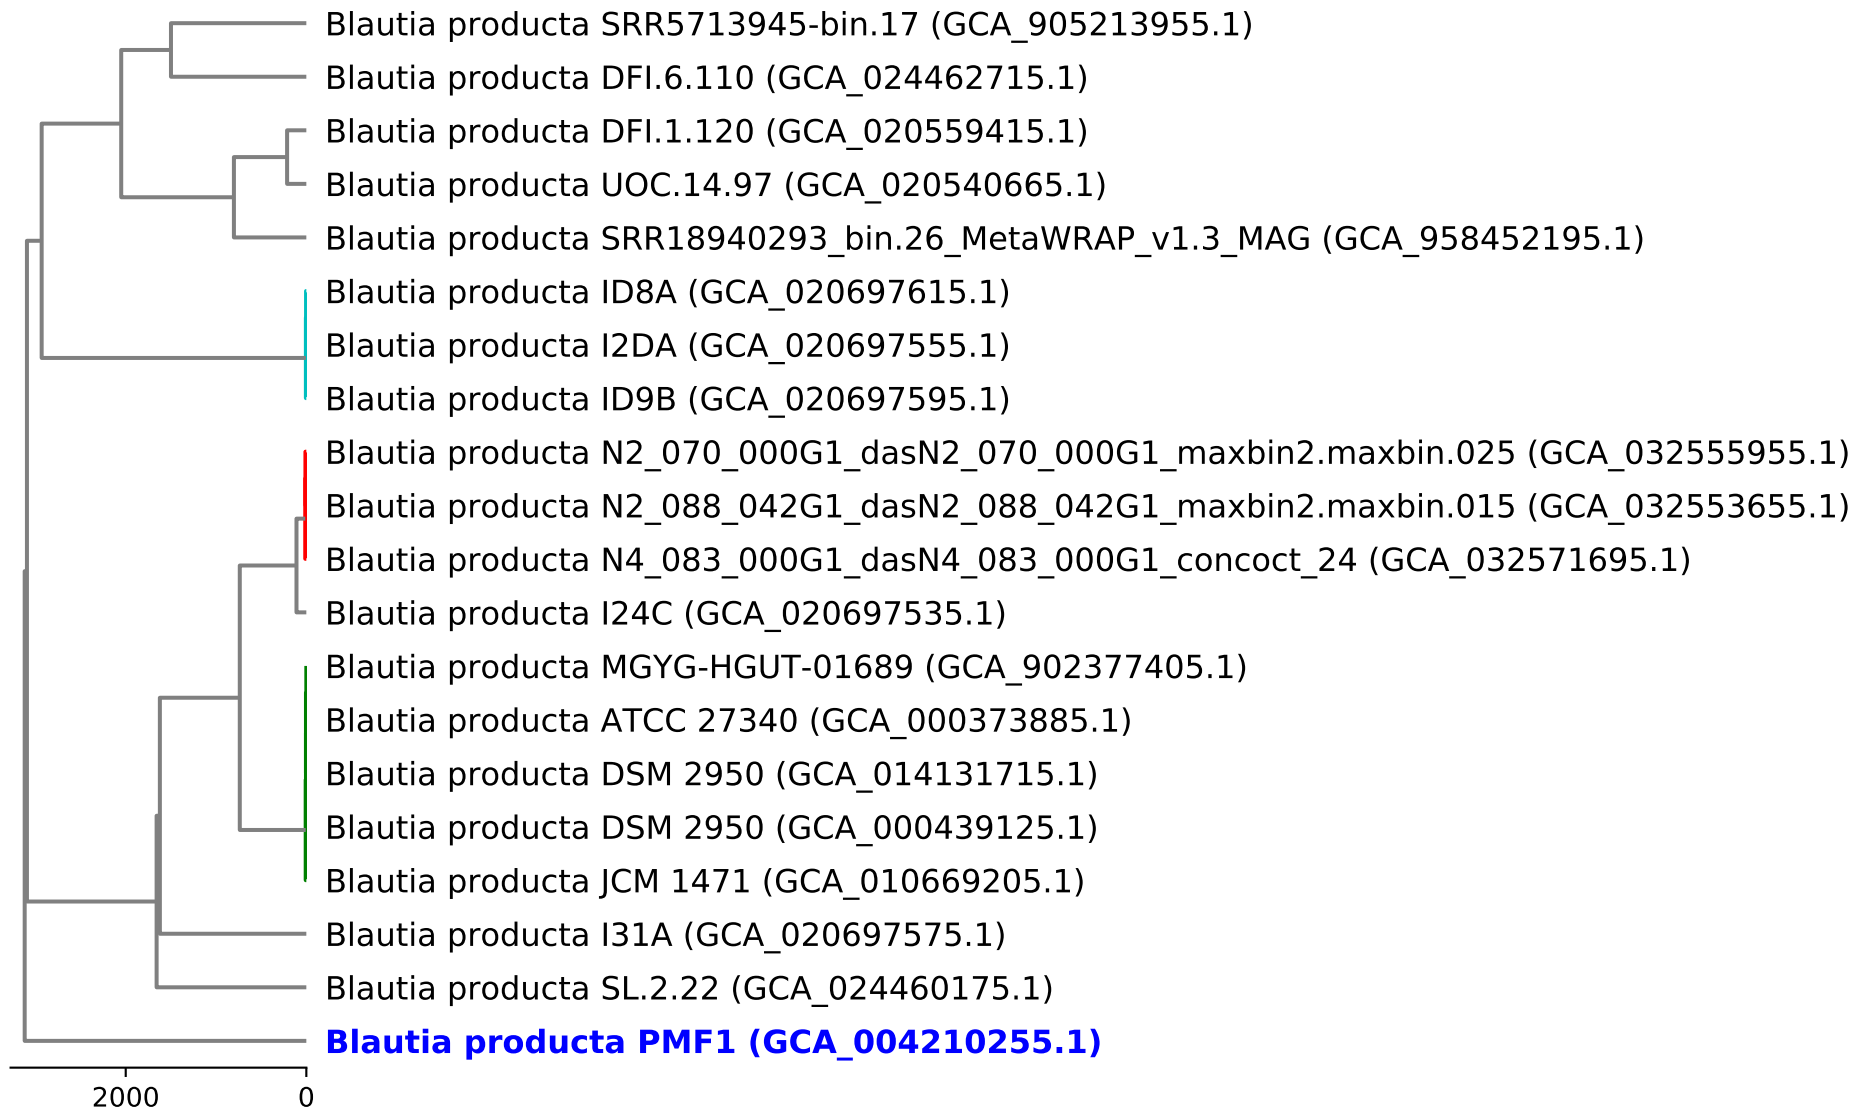 Blautia producta SRR5713945-bin.17 (GCA_905213955.1)
Blautia producta DFI.6.110 (GCA_024462715.1)
Blautia producta DFI.1.120 (GCA_020559415.1)
Blautia producta UOC.14.97 (GCA_020540665.1)
Blautia producta SRR18940293_bin.26_MetaWRAP_v1.3_MAG (GCA_958452195.1)
Blautia producta ID8A (GCA_020697615.1)
Blautia producta I2DA (GCA_020697555.1)
Blautia producta ID9B (GCA_020697595.1)
Blautia producta N2_070_000G1_dasN2_070_000G1_maxbin2.maxbin.025 (GCA_032555955.1)
Blautia producta N2_088_042G1_dasN2_088_042G1_maxbin2.maxbin.015 (GCA_032553655.1)
Blautia producta N4_083_000G1_dasN4_083_000G1_concoct_24 (GCA_032571695.1)
Blautia producta I24C (GCA_020697535.1)
Blautia producta MGYG-HGUT-01689 (GCA_902377405.1)
Blautia producta ATCC 27340 (GCA_000373885.1)
Blautia producta DSM 2950 (GCA_014131715.1)
Blautia producta DSM 2950 (GCA_000439125.1)
Blautia producta JCM 1471 (GCA_010669205.1)
Blautia producta I31A (GCA_020697575.1)
Blautia producta SL.2.22 (GCA_024460175.1)
Blautia producta PMF1 (GCA_004210255.1)
2000 0